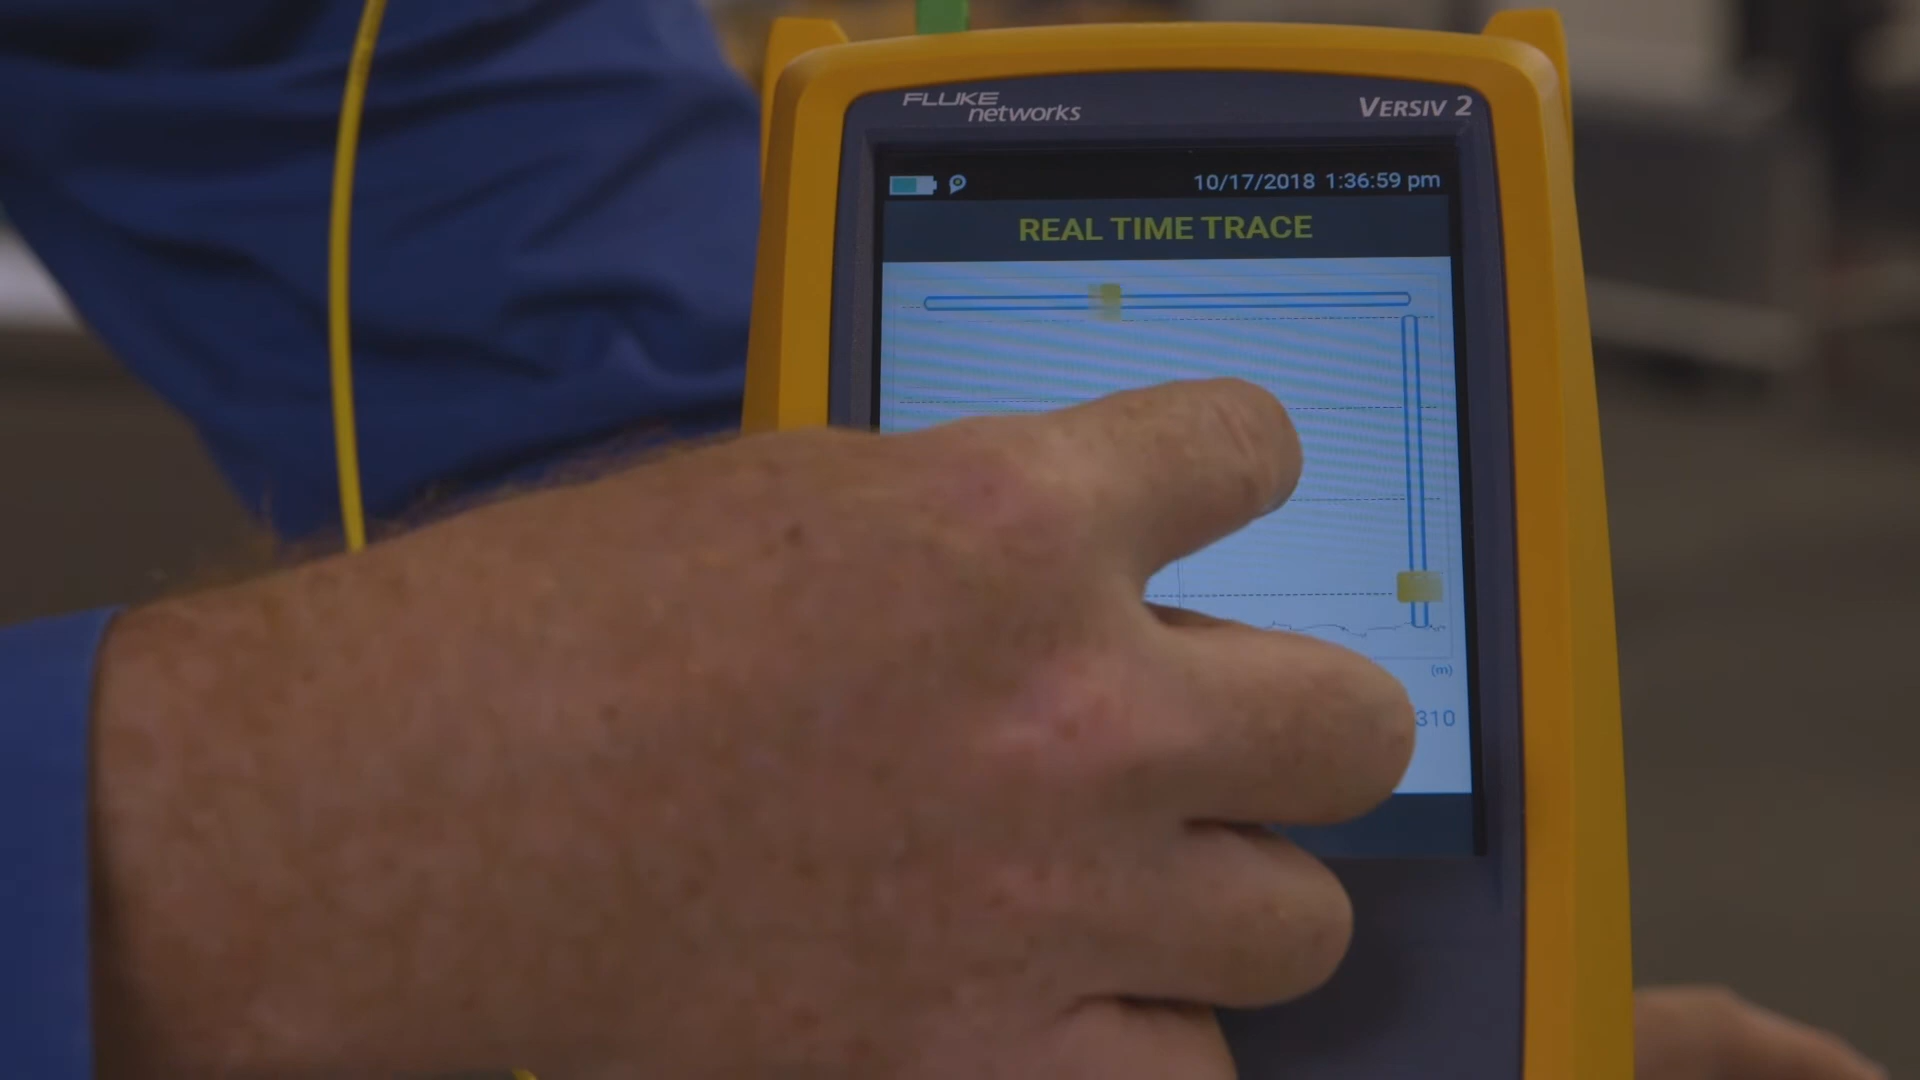 FLUKE
networks
VERSIV 2
10/17/2018 1:36:59 pm
REAL TIME TRACE
(m)
310